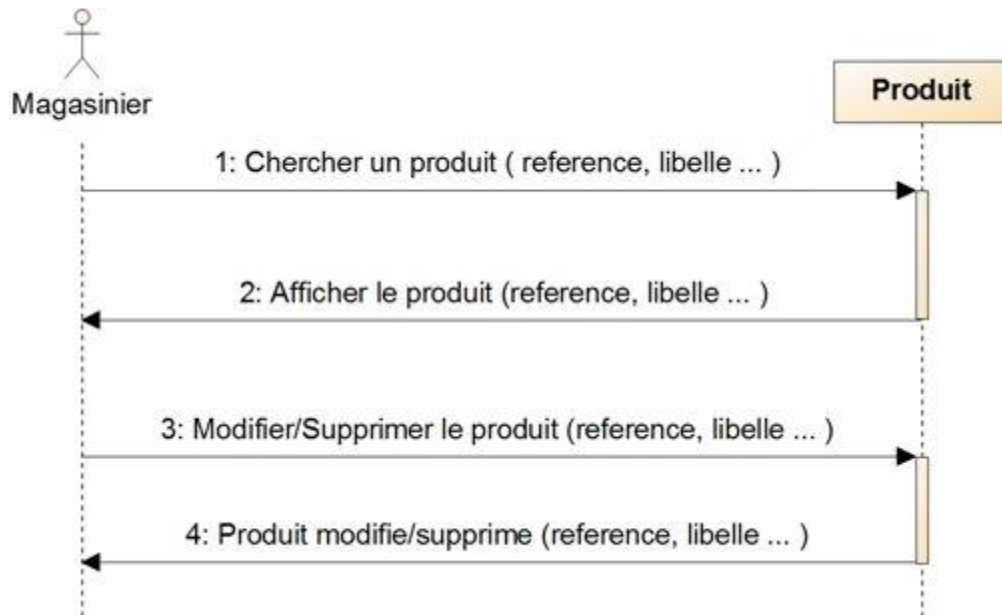 Magasinier
Produit
1: Chercher un produit ( reference, libelle ... )
2: Afficher le produit (reference, libelle ... )
3: Modifier/Supprimer le produit (reference, libelle ... )
4: Produit modifie/supprime (reference, libelle ... )